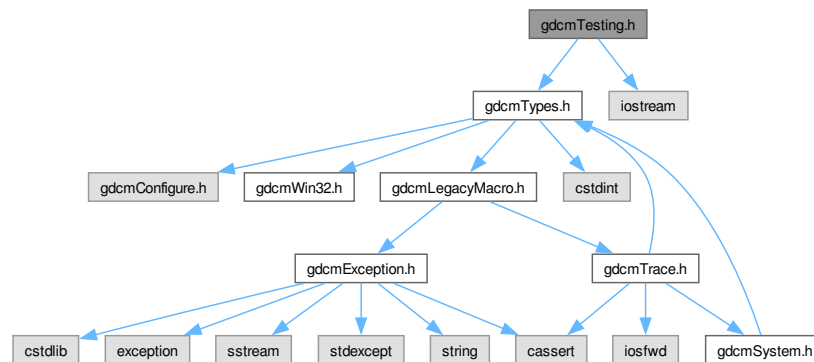 gdcmTesting.h
gdcmTypes.h
iostream
gdcmConfigure.h
gdcmWin32.h
gdcmLegacyMacro.h
cstdint
gdcmException.h
gdcmTrace.h
cstdlib
exception
sstream
stdexcept
string
cassert
iosfwd
gdcmSystem.h